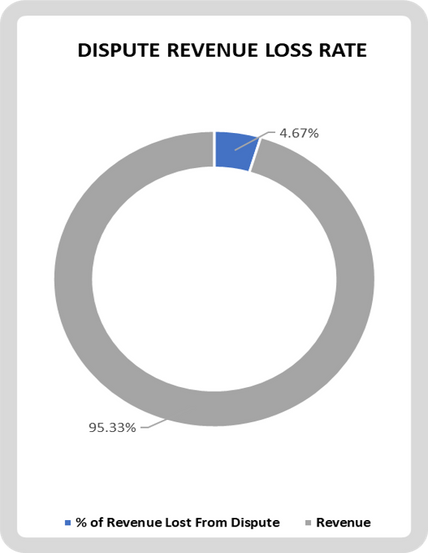 DISPUTE REVENUE LOSS RATE
4.67%
95.33%
% of Revenue Lost From Dispute
Revenue